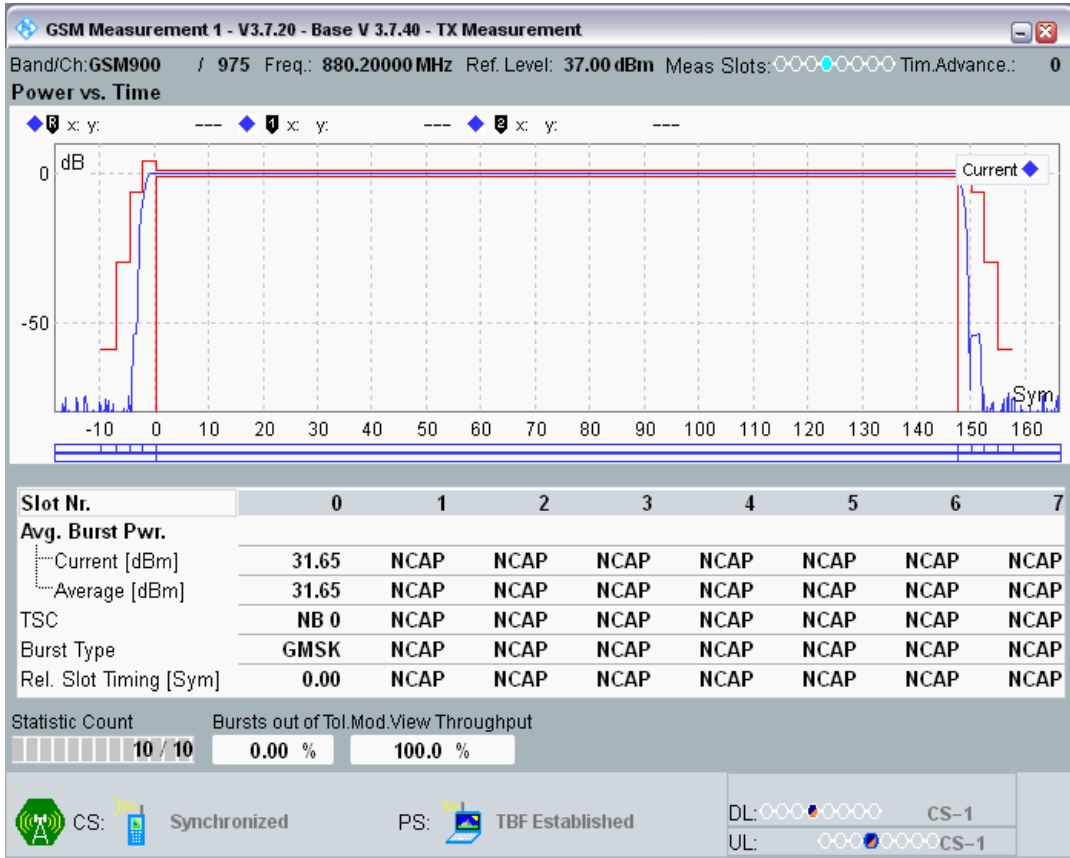 GSM Measurement 1 - V3.7.20 - Base V 3.7.40 - TX Measurement
Band/Ch:GSM900 / 975 Freq.: 880.20000 MHz Ref. Level: 37.00 dBm Meas Slots: Tim.Advance.: 0
Power vs. Time
R x: y: --- 1 x: y: --- 2 x: y: ---
dB
0
Current
-50
Sym
-10 0 10 20 30 40 50 60 70 80 90 100 110 120 130 140 150 160
Slot Nr. 0 1 2 3 4 5 6 7
Avg. Burst Pwr.
Current [dBm] 31.65 NCAP NCAP NCAP NCAP NCAP NCAP NCAP
Average [dBm] 31.65 NCAP NCAP NCAP NCAP NCAP NCAP NCAP
TSC NB 0 NCAP NCAP NCAP NCAP NCAP NCAP NCAP
Burst Type GMSK NCAP NCAP NCAP NCAP NCAP NCAP NCAP
Rel. Slot Timing [Sym] 0.00 NCAP NCAP NCAP NCAP NCAP NCAP NCAP
Statistic Count Bursts out of Tol.Mod.View Throughput
10 / 10 0.00 % 100.0 %
CS: Synchronized PS: TBF Established
DL: CS-1
UL: CS-1